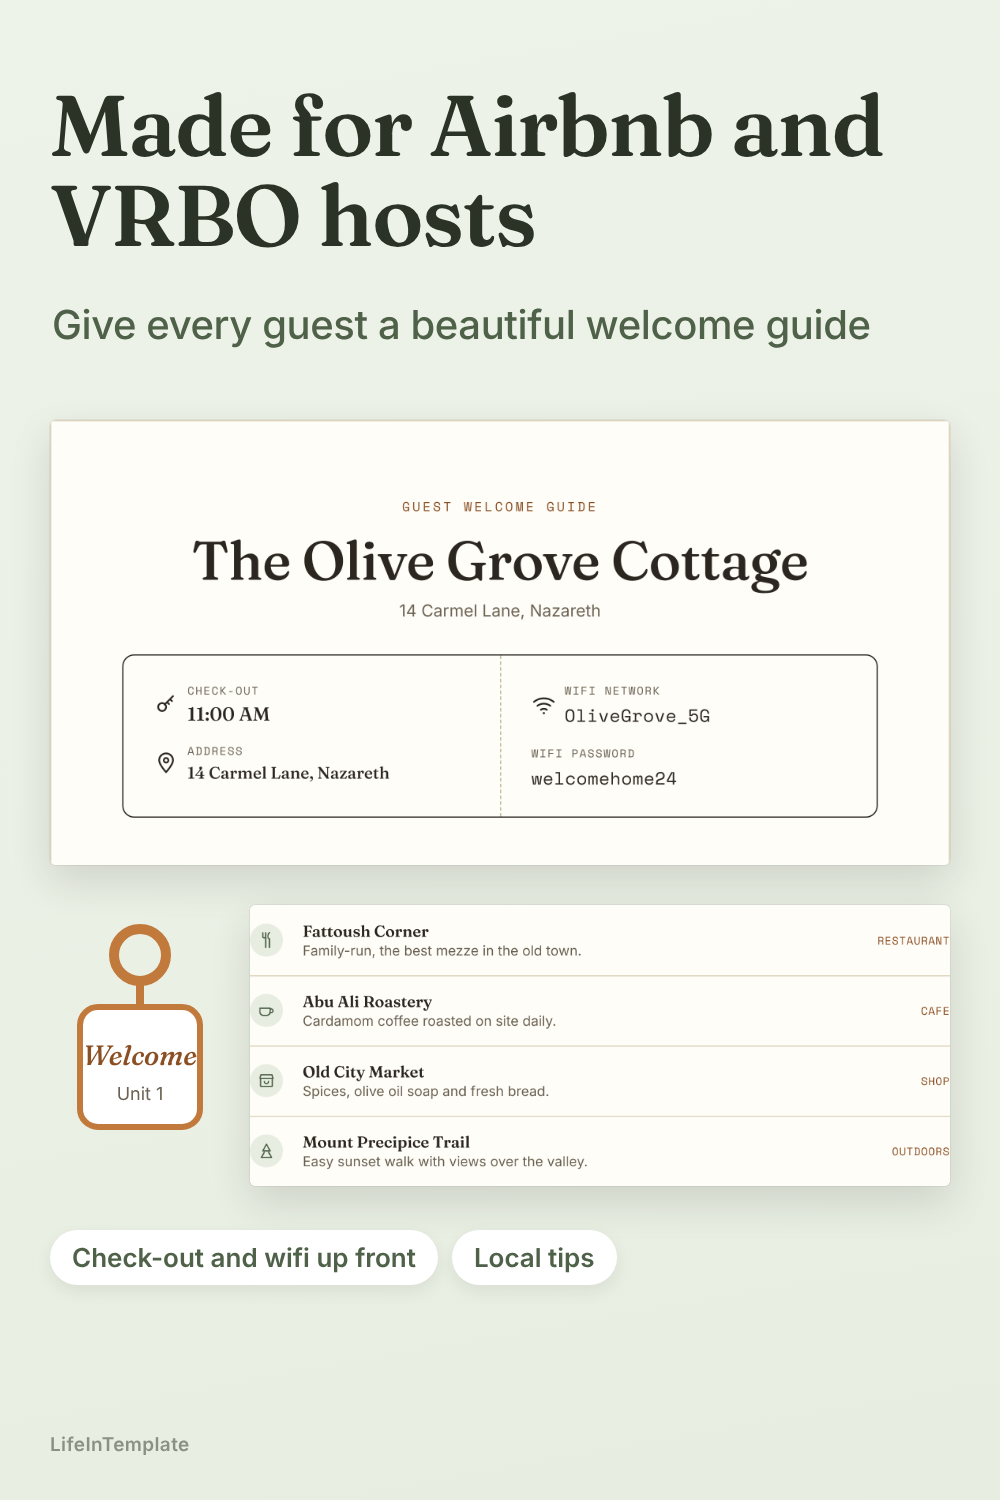 Made for Airbnb and
VRBO hosts
Give every guest a beautiful welcome guide
GUEST WELCOME GUIDE
The Olive Grove Cottage
14 Carmel Lane, Nazareth
CHECK-OUT
11:00 AM
ADDRESS
14 Carmel Lane, Nazareth
WIFI NETWORK
OliveGrove_5G
WIFI PASSWORD
welcomehome24
Welcome
Unit 1
Fattoush Corner
Family-run, the best mezze in the old town.
RESTAURANT
Abu Ali Roastery
Cardamom coffee roasted on site daily.
CAFE
Old City Market
Spices, olive oil soap and fresh bread.
SHOP
Mount Precipice Trail
Easy sunset walk with views over the valley.
OUTDOORS
Check-out and wifi up front
Local tips
LifeInTemplate